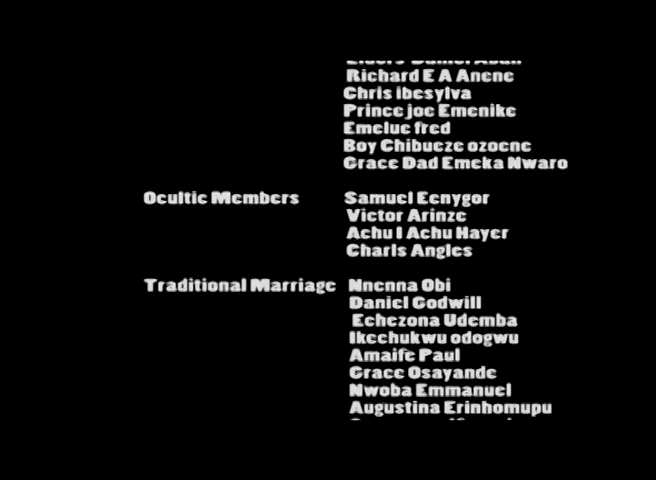 Richard E A Anene
Chris ibesylva
Prince joe Emenike
Emelue fred
Boy Chibueze ozoene
Grace Dad Emeka Nwaro
Ocultic Members Samuel Eenygor
Victor Arinze
Achu I Achu Hayer
Charls Angles
Traditional Marriage Nnenna Obi
Daniel Godwill
Echezona Udemba
Ikechukwu odogwu
Amaife Paul
Grace Osayande
Nwoba Emmanuel
Augustina Erinhomupu